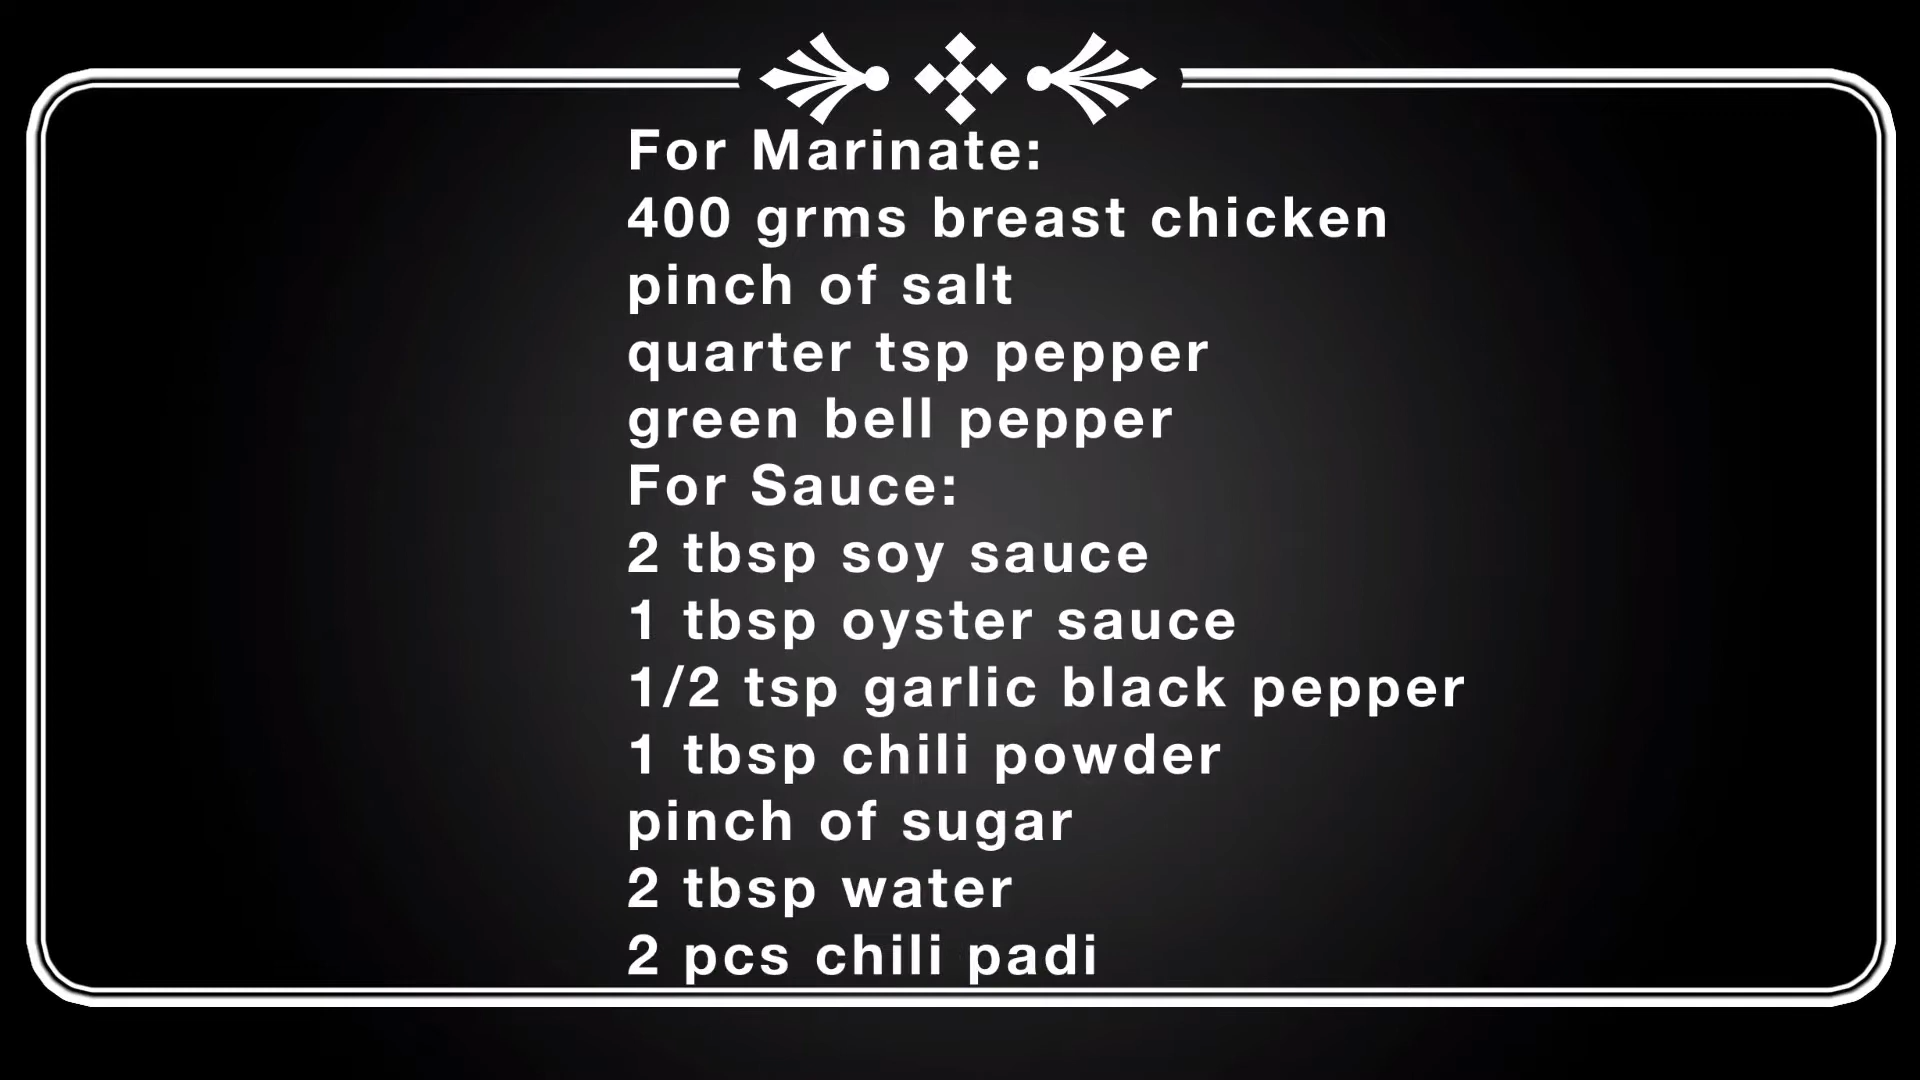 For Marinate:
400 grms breast chicken
pinch of salt
quarter tsp pepper
green bell pepper
For Sauce:
2 tbsp soy sauce
1 tbsp oyster sauce
1/2 tsp garlic black pepper
1 tbsp chili powder
pinch of sugar
2 tbsp water
2 pcs chili padi